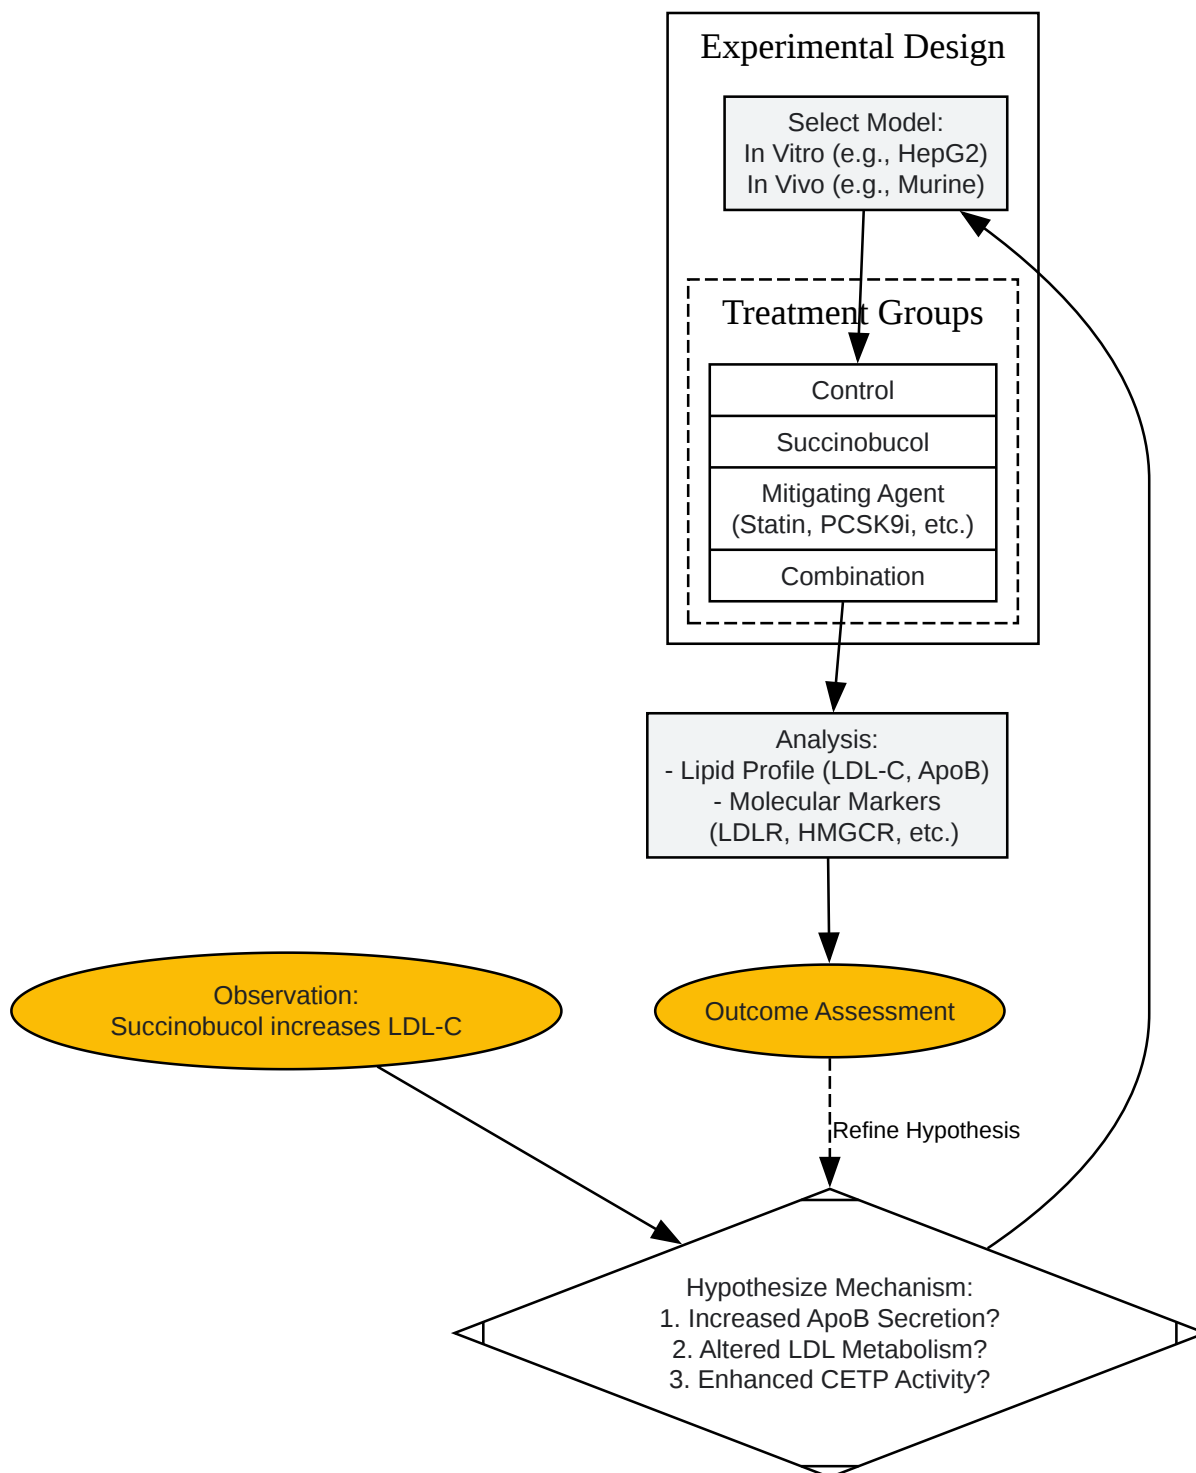 Experimental Design
Select Model:
In Vitro (e.g., HepG2)
In Vivo (e.g., Murine)
Treatment Groups
Control
Succinobucol
Mitigating Agent
(Statin, PCSK9i, etc.)
Combination
Analysis:
- Lipid Profile (LDL-C, ApoB)
- Molecular Markers
(LDLR, HMGCR, etc.)
Observation:
Succinobucol increases LDL-C
Outcome Assessment
Refine Hypothesis
Hypothesize Mechanism:
1. Increased ApoB Secretion?
2. Altered LDL Metabolism?
3. Enhanced CETP Activity?